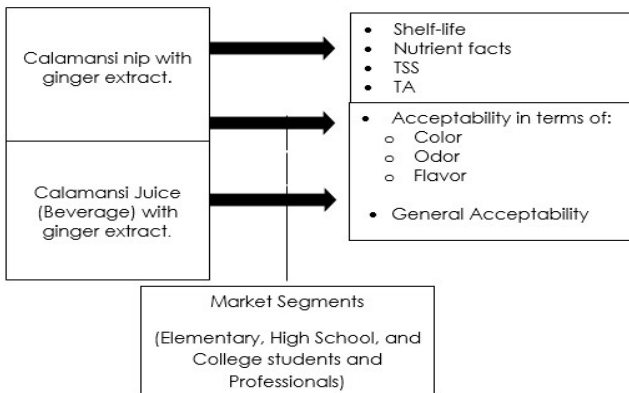 Calamansi nip with
ginger extract.
Calamansi Juice
(Beverage) with
ginger extract.
• Shelf-life
• Nutrient facts
• TSS
• TA
• Acceptability in terms of:
o Color
o Odor
o Flavor
• General Acceptability
Market Segments
(Elementary, High School, and
College students and
Professionals)